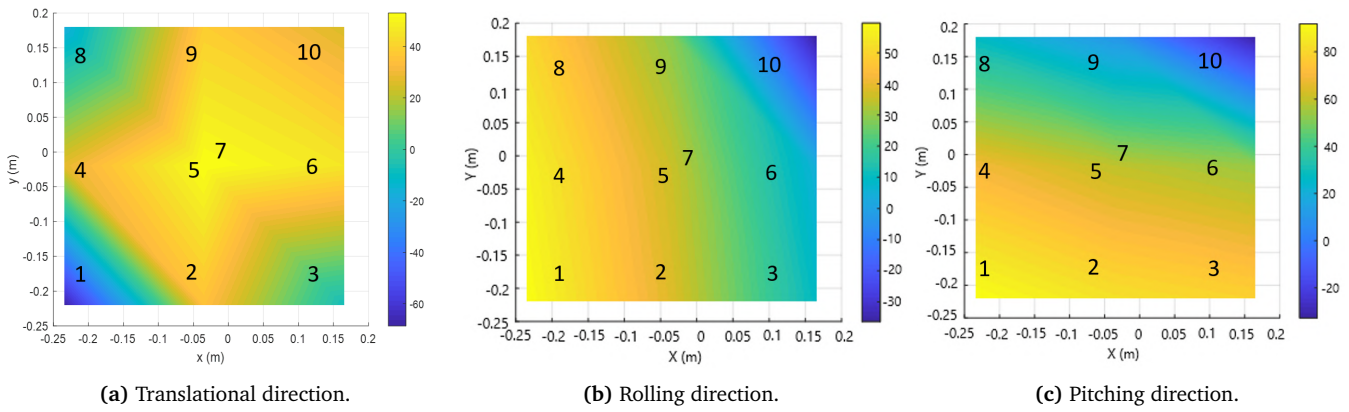 0.2
0.15
0.1
0.05
0
-0.05
-0.1
-0.15
-0.2
-0.25
y (m)
-0.25 -0.2 -0.15 -0.1 -0.05 0 0.05 0.1 0.15 0.2
x (m)
8 9 10
7
4 5 6
1 2 3
40
20
0
-20
-40
-60
(a) Translational direction.
0.2
0.15
0.1
0.05
0
-0.05
-0.1
-0.15
-0.2
-0.25
Y (m)
-0.25 -0.2 -0.15 -0.1 -0.05 0 0.05 0.1 0.15 0.2
X (m)
8 9 10
7
4 5 6
1 2 3
50
40
30
20
10
0
-10
-20
-30
(b) Rolling direction.
0.2
0.15
0.1
0.05
0
-0.05
-0.1
-0.15
-0.2
-0.25
Y (m)
-0.25 -0.2 -0.15 -0.1 -0.05 0 0.05 0.1 0.15 0.2
X (m)
8 9 10
7
4 5 6
1 2 3
80
60
40
20
0
-20
(c) Pitching direction.